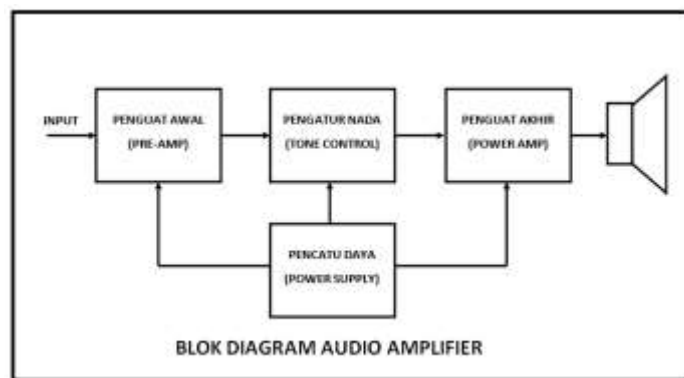 INPUT
PENGUAT AWAL
(PRE-AMP)
PENGATUR NADA
(TONE CONTROL)
PENGUAT AKHIR
(POWER AMP)
PENCATU DAYA
(POWER SUPPLY)
BLOK DIAGRAM AUDIO AMPLIFIER